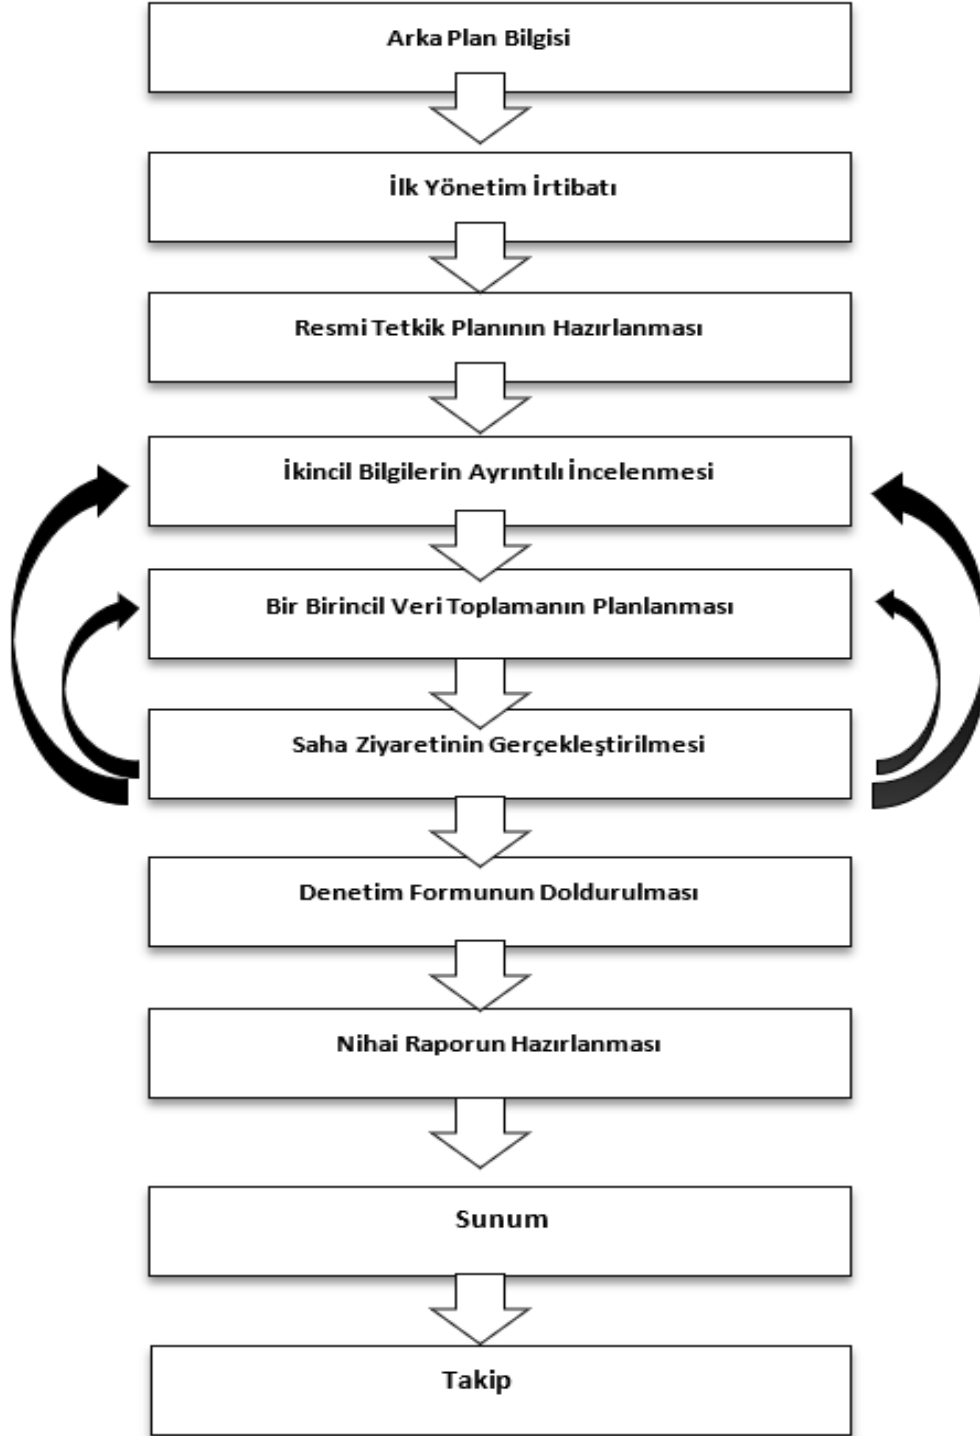 Arka Plan Bilgisi
İlk Yönetim İrtibatı
Resmi Tetkik Planının Hazırlanması
İkincil Bilgilerin Ayrıntılı İncelenmesi
Bir Birincil Veri Toplamanın Planlanması
Saha Ziyaretinin Gerçekleştirilmesi
Denetim Formunun Doldurulması
Nihai Raporun Hazırlanması
Sunum
Takip